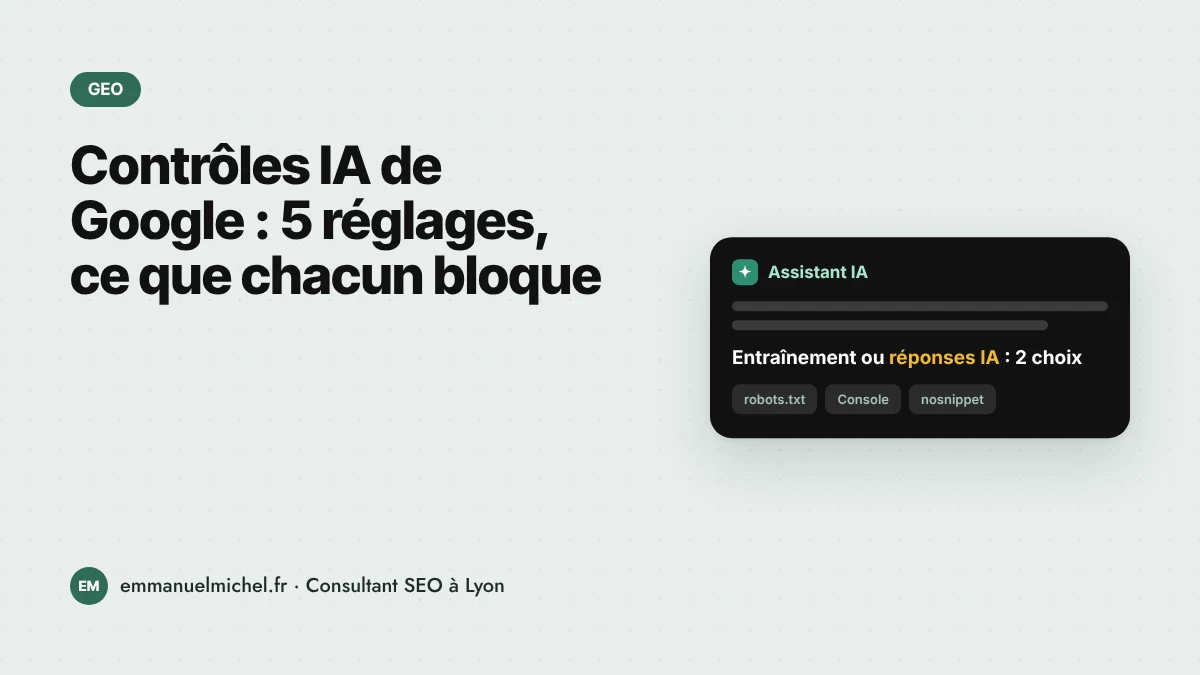 GEO
Contrôles IA de
Google : 5 réglages,
ce que chacun bloque
Assistant IA
Entraînement ou réponses IA : 2 choix
robots.txt Console nosnippet
EM emmanuelmichel.fr · Consultant SEO à Lyon